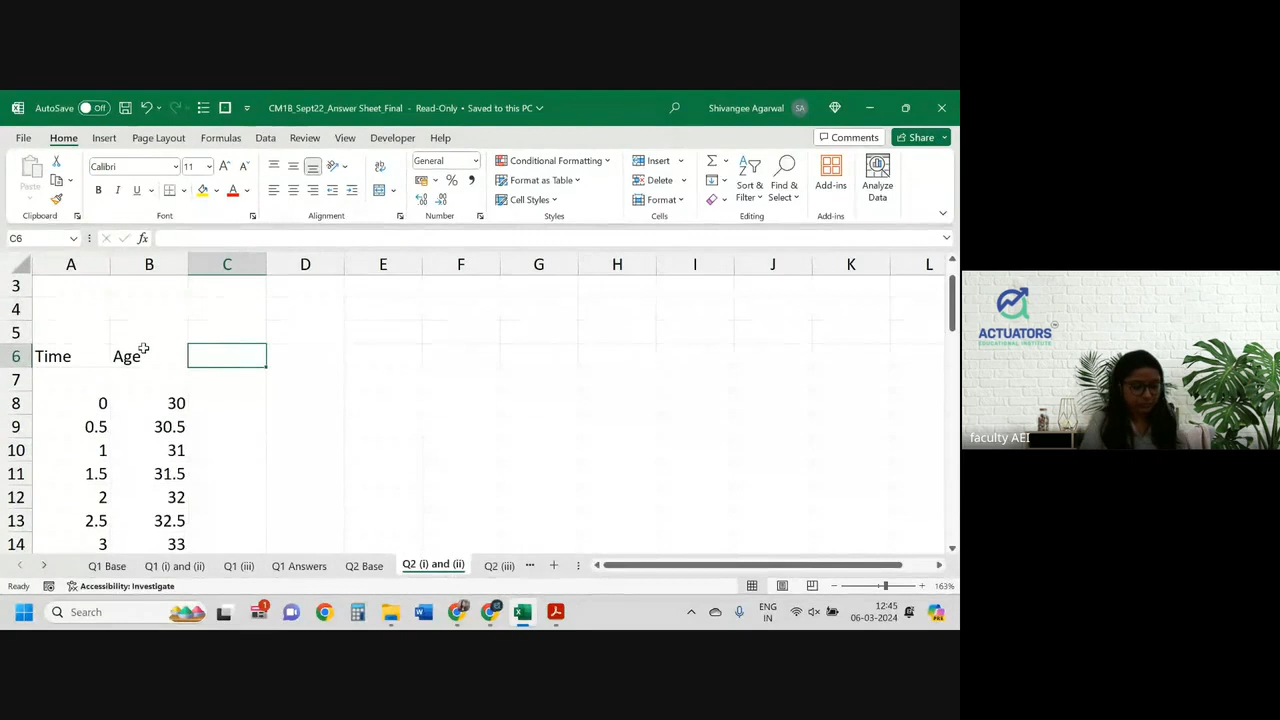 AutoSave Off CM1B_Sept22_Answer Sheet_Final - Read-Only • Saved to this PC Shivangee Agarwal SA
File Home Insert Page Layout Formulas Data Review View Developer Help Comments Share
Paste Calibri 11 A A B I U A ab General % Conditional Formatting Format as Table Cell Styles Insert Delete Format Sort & Filter Find & Select Add-ins Analyze Data
Clipboard Font Alignment Number Styles Cells Editing Add-ins
C6 fx
A B C D E F G H I J K L
3
4
5
6 Time Age
7
8 0 30
9 0.5 30.5
10 1 31
11 1.5 31.5
12 2 32
13 2.5 32.5
14 3 33
Q1 Base Q1 (i) and (ii) Q1 (iii) Q1 Answers Q2 Base Q2 (i) and (ii) Q2 (iii)
Ready Accessibility: Investigate 163%
Search ENG IN 12:45 06-03-2024
ACTUATORS
EDUCATIONAL INSTITUTE
faculty AEI